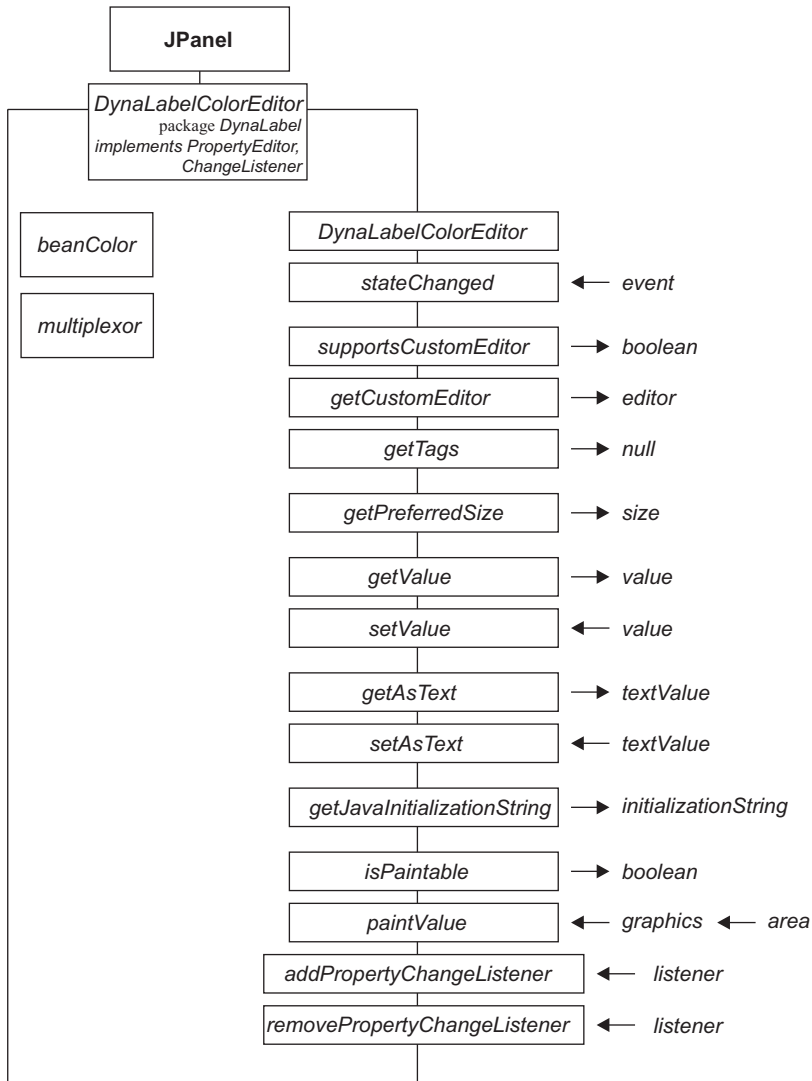 JPanel
DynaLabelColorEditor
package DynaLabel
implements PropertyEditor,
ChangeListener
beanColor
multiplexor
DynaLabelColorEditor
stateChanged event
supportsCustomEditor boolean
getCustomEditor editor
getTags null
getPreferredSize size
getValue value
setValue value
getAsText textValue
setAsText textValue
getJavaInitializationString initializationString
isPaintable boolean
paintValue graphics area
addPropertyChangeListener listener
removePropertyChangeListener listener